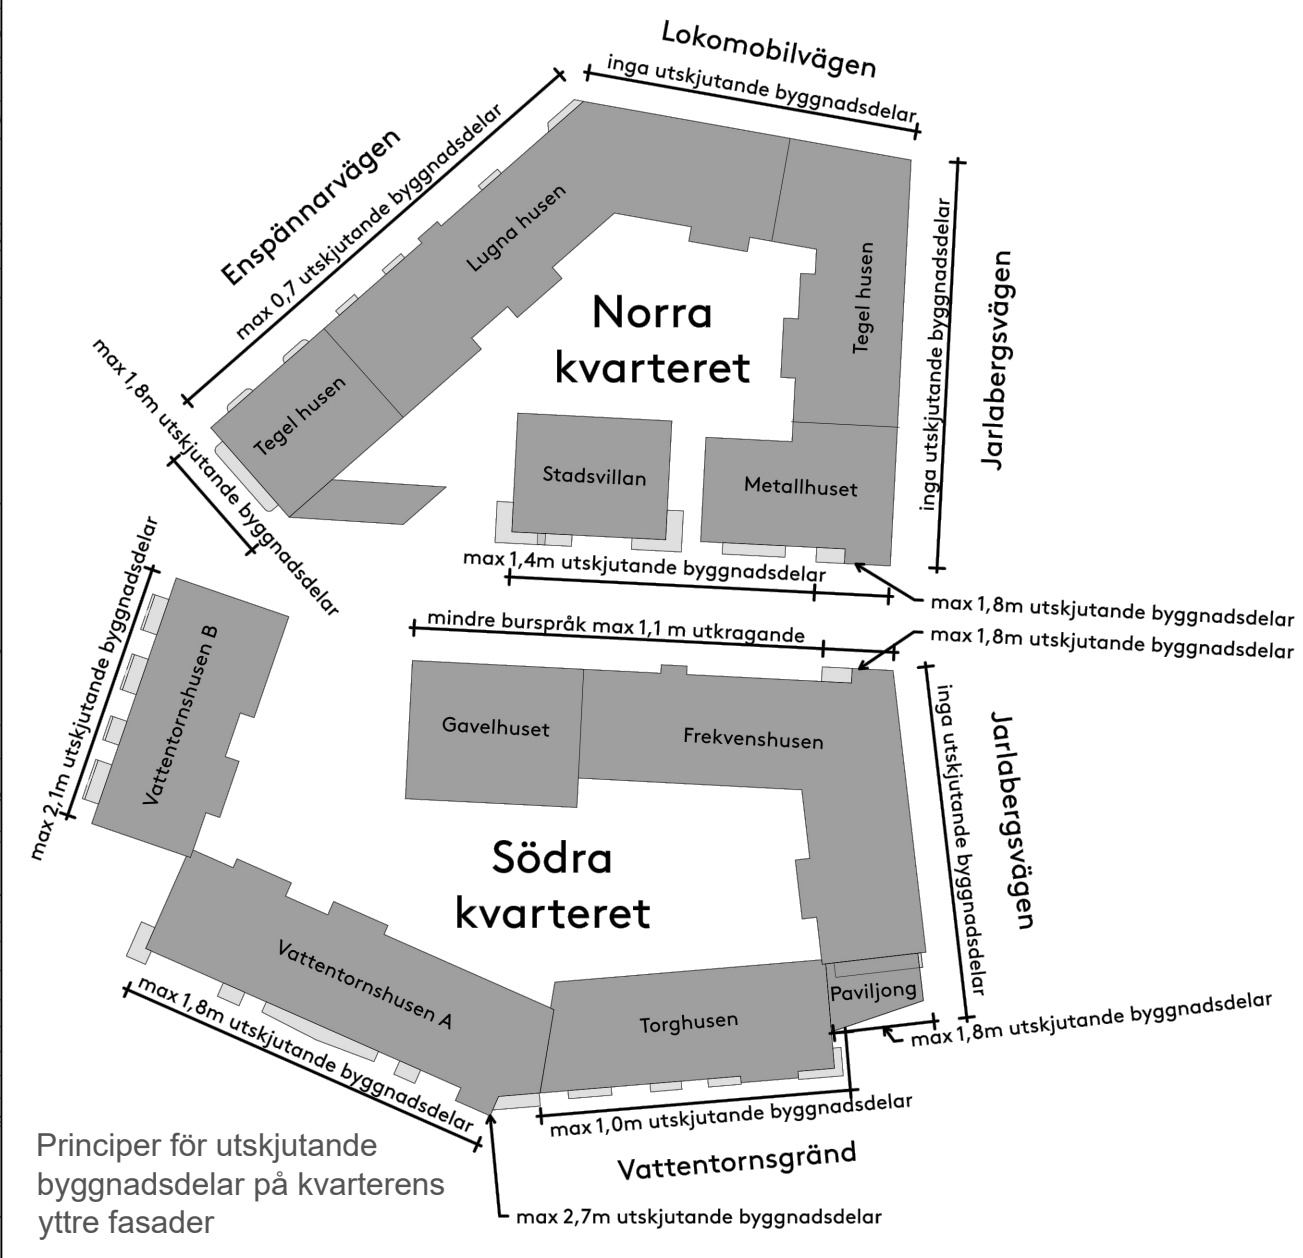 Lokomobilvägen
inga utskjutande byggnadsdelar
Enspännarvägen
max 0,7 utskjutande byggnadsdelar
Lugna husen
Tegel husen
inga utskjutande byggnadsdelar
Jarlabergsvägen
Norra
kvarteret
max 1,8m utskjutande byggnadsdelar
Tegel husen
Stadsvillan
Metallhuset
max 1,4m utskjutande byggnadsdelar
max 1,8m utskjutande byggnadsdelar
mindre burspråk max 1,1 m utkragande
max 1,8m utskjutande byggnadsdelar
max 2,1m utskjutande byggnadsdelar
Vattentornshusen B
Gavelhuset
Frekvenshusen
inga utskjutande byggnadsdelar
Jarlabergsvägen
Södra
kvarteret
Vattentornshusen A
Torghusen
Paviljong
max 1,8m utskjutande byggnadsdelar
max 1,8m utskjutande byggnadsdelar
max 1,0m utskjutande byggnadsdelar
Vattentornsgränd
max 2,7m utskjutande byggnadsdelar
Principer för utskjutande
byggnadsdelar på kvarterens
yttre fasader